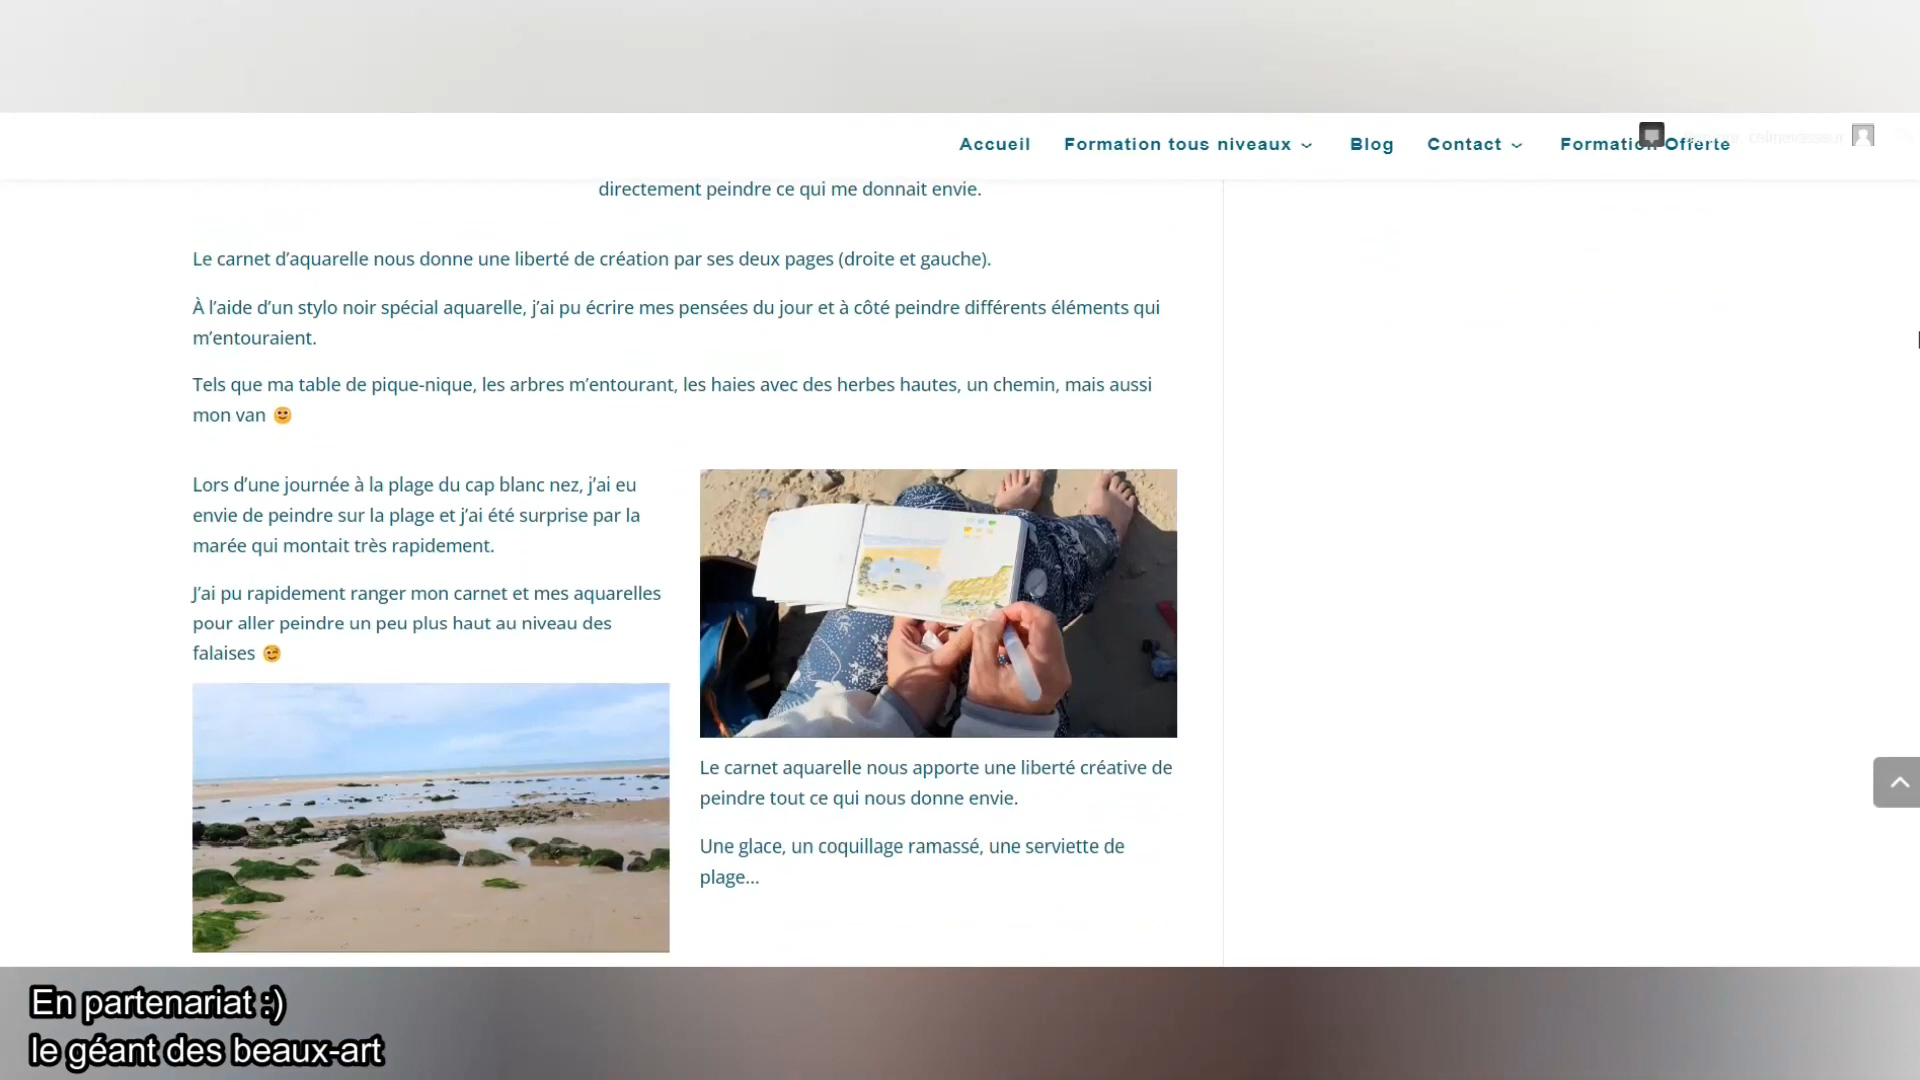 Accueil Formation tous niveaux Blog Contact Formation Offerte
directement peindre ce qui me donnait envie.
Le carnet d’aquarelle nous donne une liberté de création par ses deux pages (droite et gauche).
À l’aide d’un stylo noir spécial aquarelle, j’ai pu écrire mes pensées du jour et à côté peindre différents éléments qui
m’entouraient.
Tels que ma table de pique-nique, les arbres m’entourant, les haies avec des herbes hautes, un chemin, mais aussi
mon van 🙂
Lors d’une journée à la plage du cap blanc nez, j’ai eu
envie de peindre sur la plage et j’ai été surprise par la
marée qui montait très rapidement.
J’ai pu rapidement ranger mon carnet et mes aquarelles
pour aller peindre un peu plus haut au niveau des
falaises 😉
Le carnet aquarelle nous apporte une liberté créative de
peindre tout ce qui nous donne envie.
Une glace, un coquillage ramassé, une serviette de
plage…
En partenariat :)
le géant des beaux-art